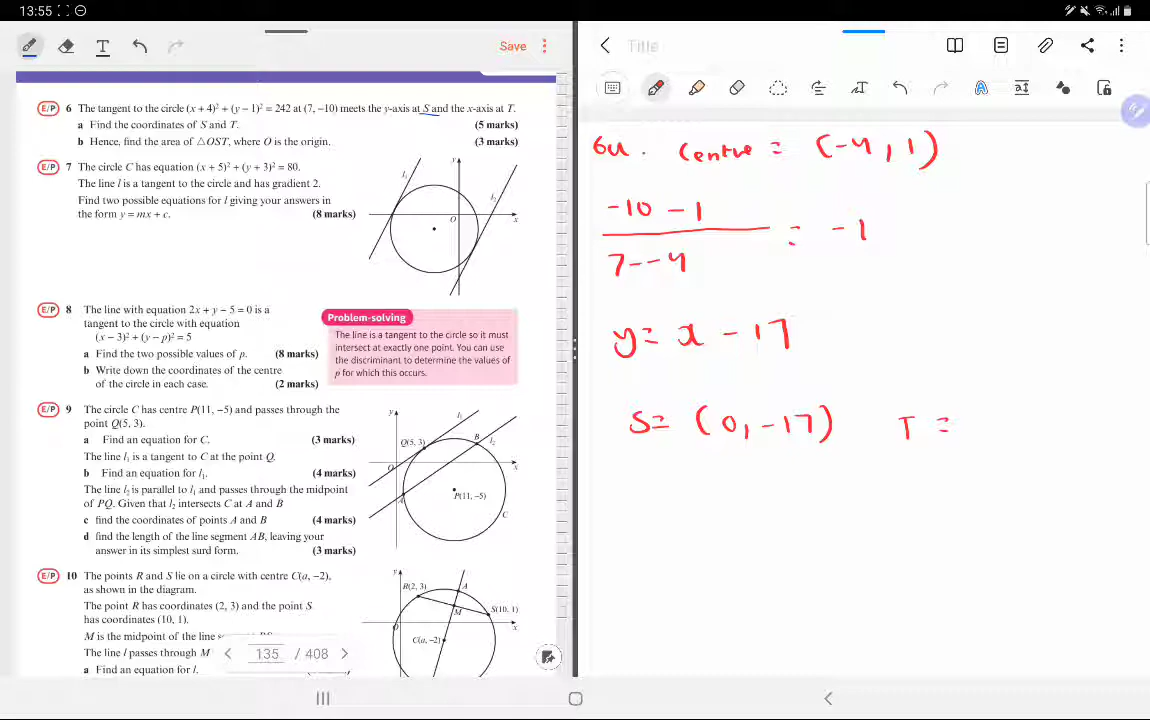 13:55
Save
Title
E/P 6 The tangent to the circle (x + 4)² + (y − 1)² = 242 at (7, −10) meets the y-axis at S and the x-axis at T.
a Find the coordinates of S and T. (5 marks)
b Hence, find the area of △OST, where O is the origin. (3 marks)
E/P 7 The circle C has equation (x + 5)² + (y + 3)² = 80.
The line l is a tangent to the circle and has gradient 2.
Find two possible equations for l giving your answers in
the form y = mx + c. (8 marks)
y
l₁
l₂
O
x
E/P 8 The line with equation 2x + y − 5 = 0 is a
tangent to the circle with equation
(x − 3)² + (y − p)² = 5
a Find the two possible values of p. (8 marks)
b Write down the coordinates of the centre
of the circle in each case. (2 marks)
Problem-solving
The line is a tangent to the circle so it must
intersect at exactly one point. You can use
the discriminant to determine the values of
p for which this occurs.
E/P 9 The circle C has centre P(11, −5) and passes through the
point Q(5, 3).
a Find an equation for C. (3 marks)
The line l₁ is a tangent to C at the point Q.
b Find an equation for l₁. (4 marks)
The line l₂ is parallel to l₁ and passes through the midpoint
of PQ. Given that l₂ intersects C at A and B
c find the coordinates of points A and B (4 marks)
d find the length of the line segment AB, leaving your
answer in its simplest surd form. (3 marks)
y
l₁
Q(5, 3)
B
l₂
O
x
A
P(11, −5)
C
E/P 10 The points R and S lie on a circle with centre C(a, −2),
as shown in the diagram.
The point R has coordinates (2, 3) and the point S
has coordinates (10, 1).
M is the midpoint of the line
The line l passes through M
a Find an equation for l.
y
R(2, 3)
A
S(10, 1)
M
O
x
C(a, −2)
135 / 408
6a. Centre = (-4, 1)
-10 - 1
7--4
= -1
y = x - 17
S= (0, -17) T =